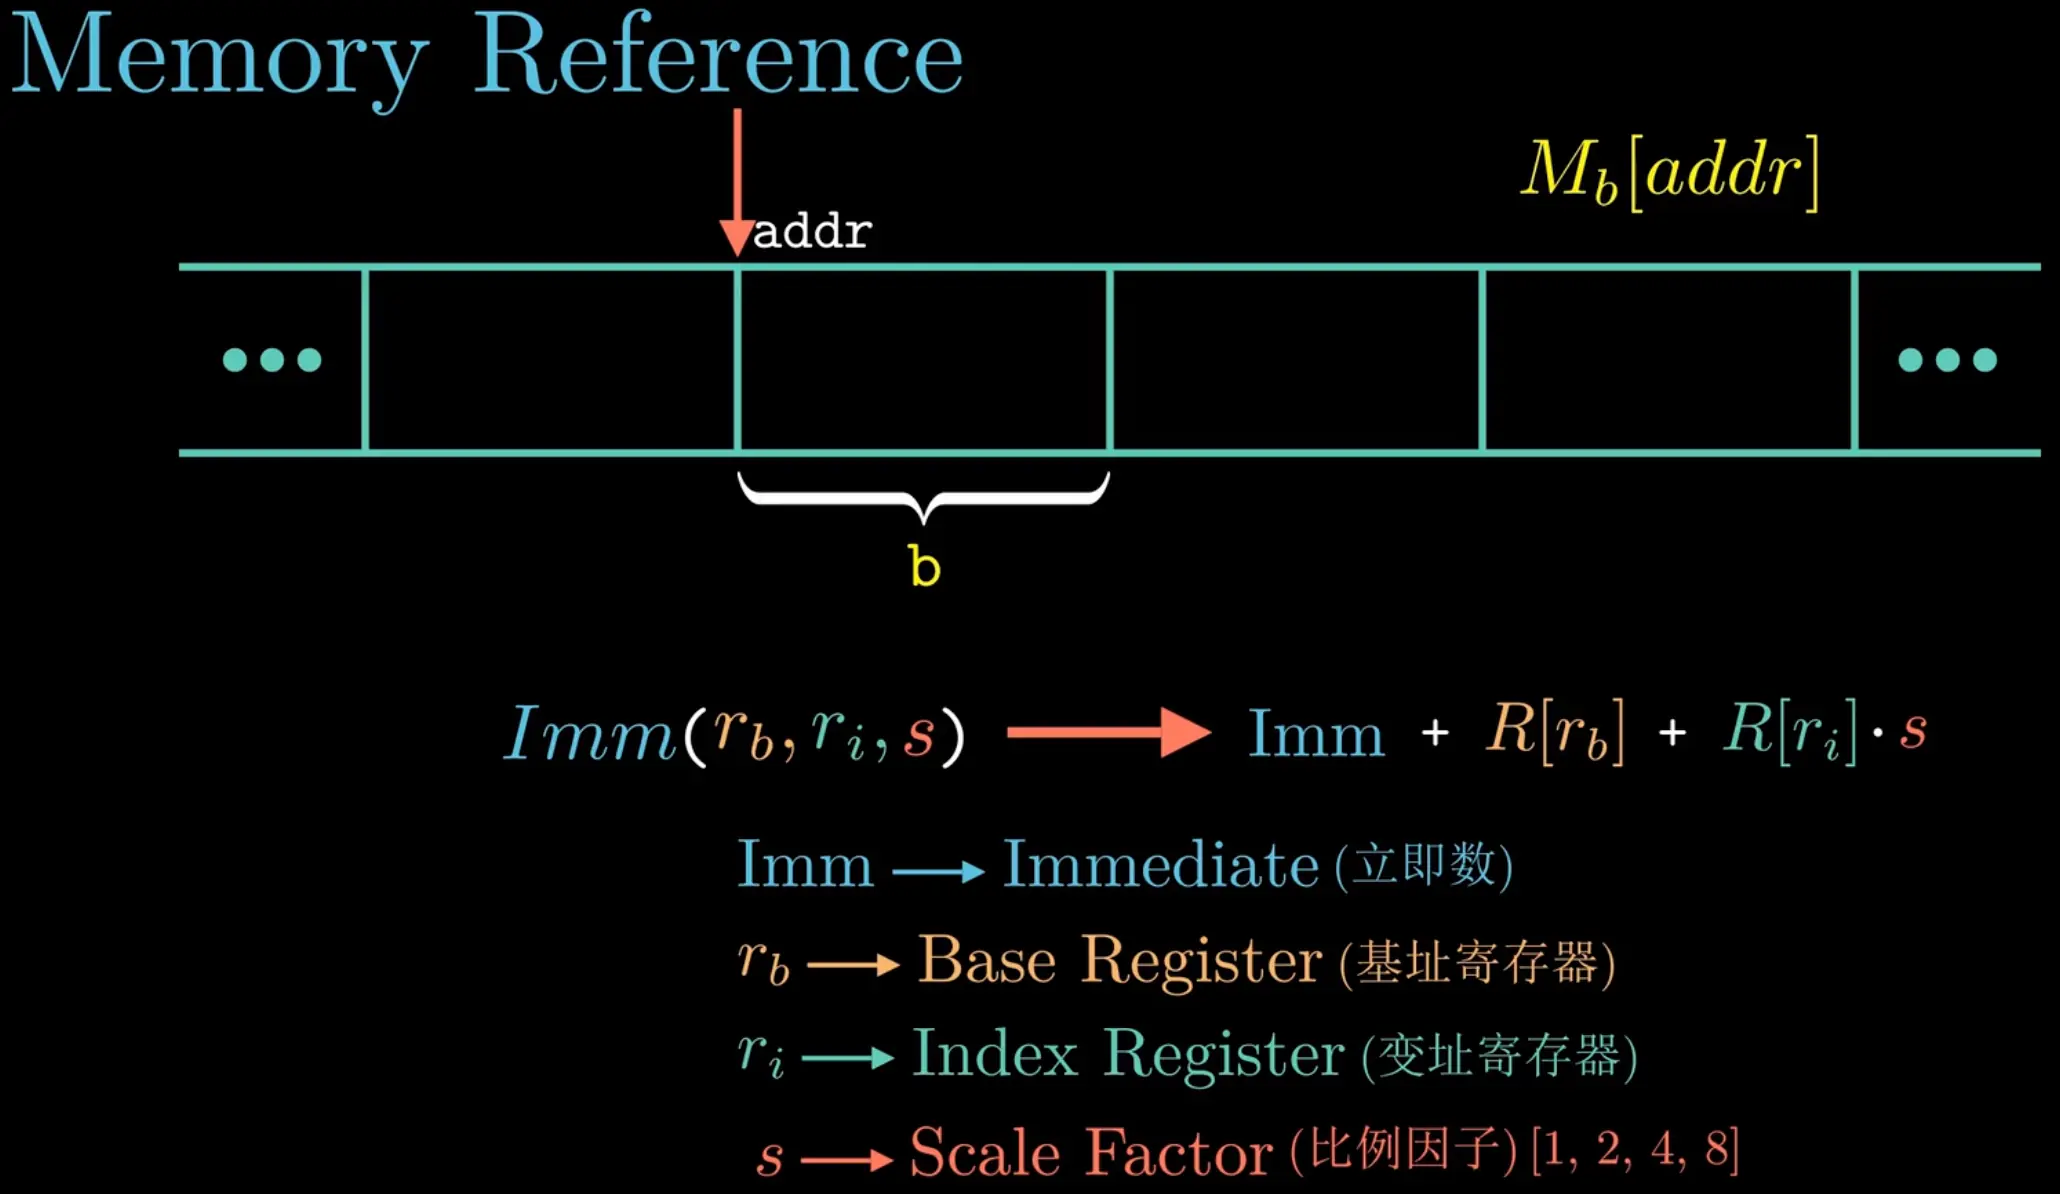 Memory Reference
M_b[addr]
addr
b
Imm(r_b,r_i,s) → Imm + R[r_b] + R[r_i]·s
Imm → Immediate (立即数)
r_b → Base Register (基址寄存器)
r_i → Index Register (变址寄存器)
s → Scale Factor (比例因子) [1, 2, 4, 8]